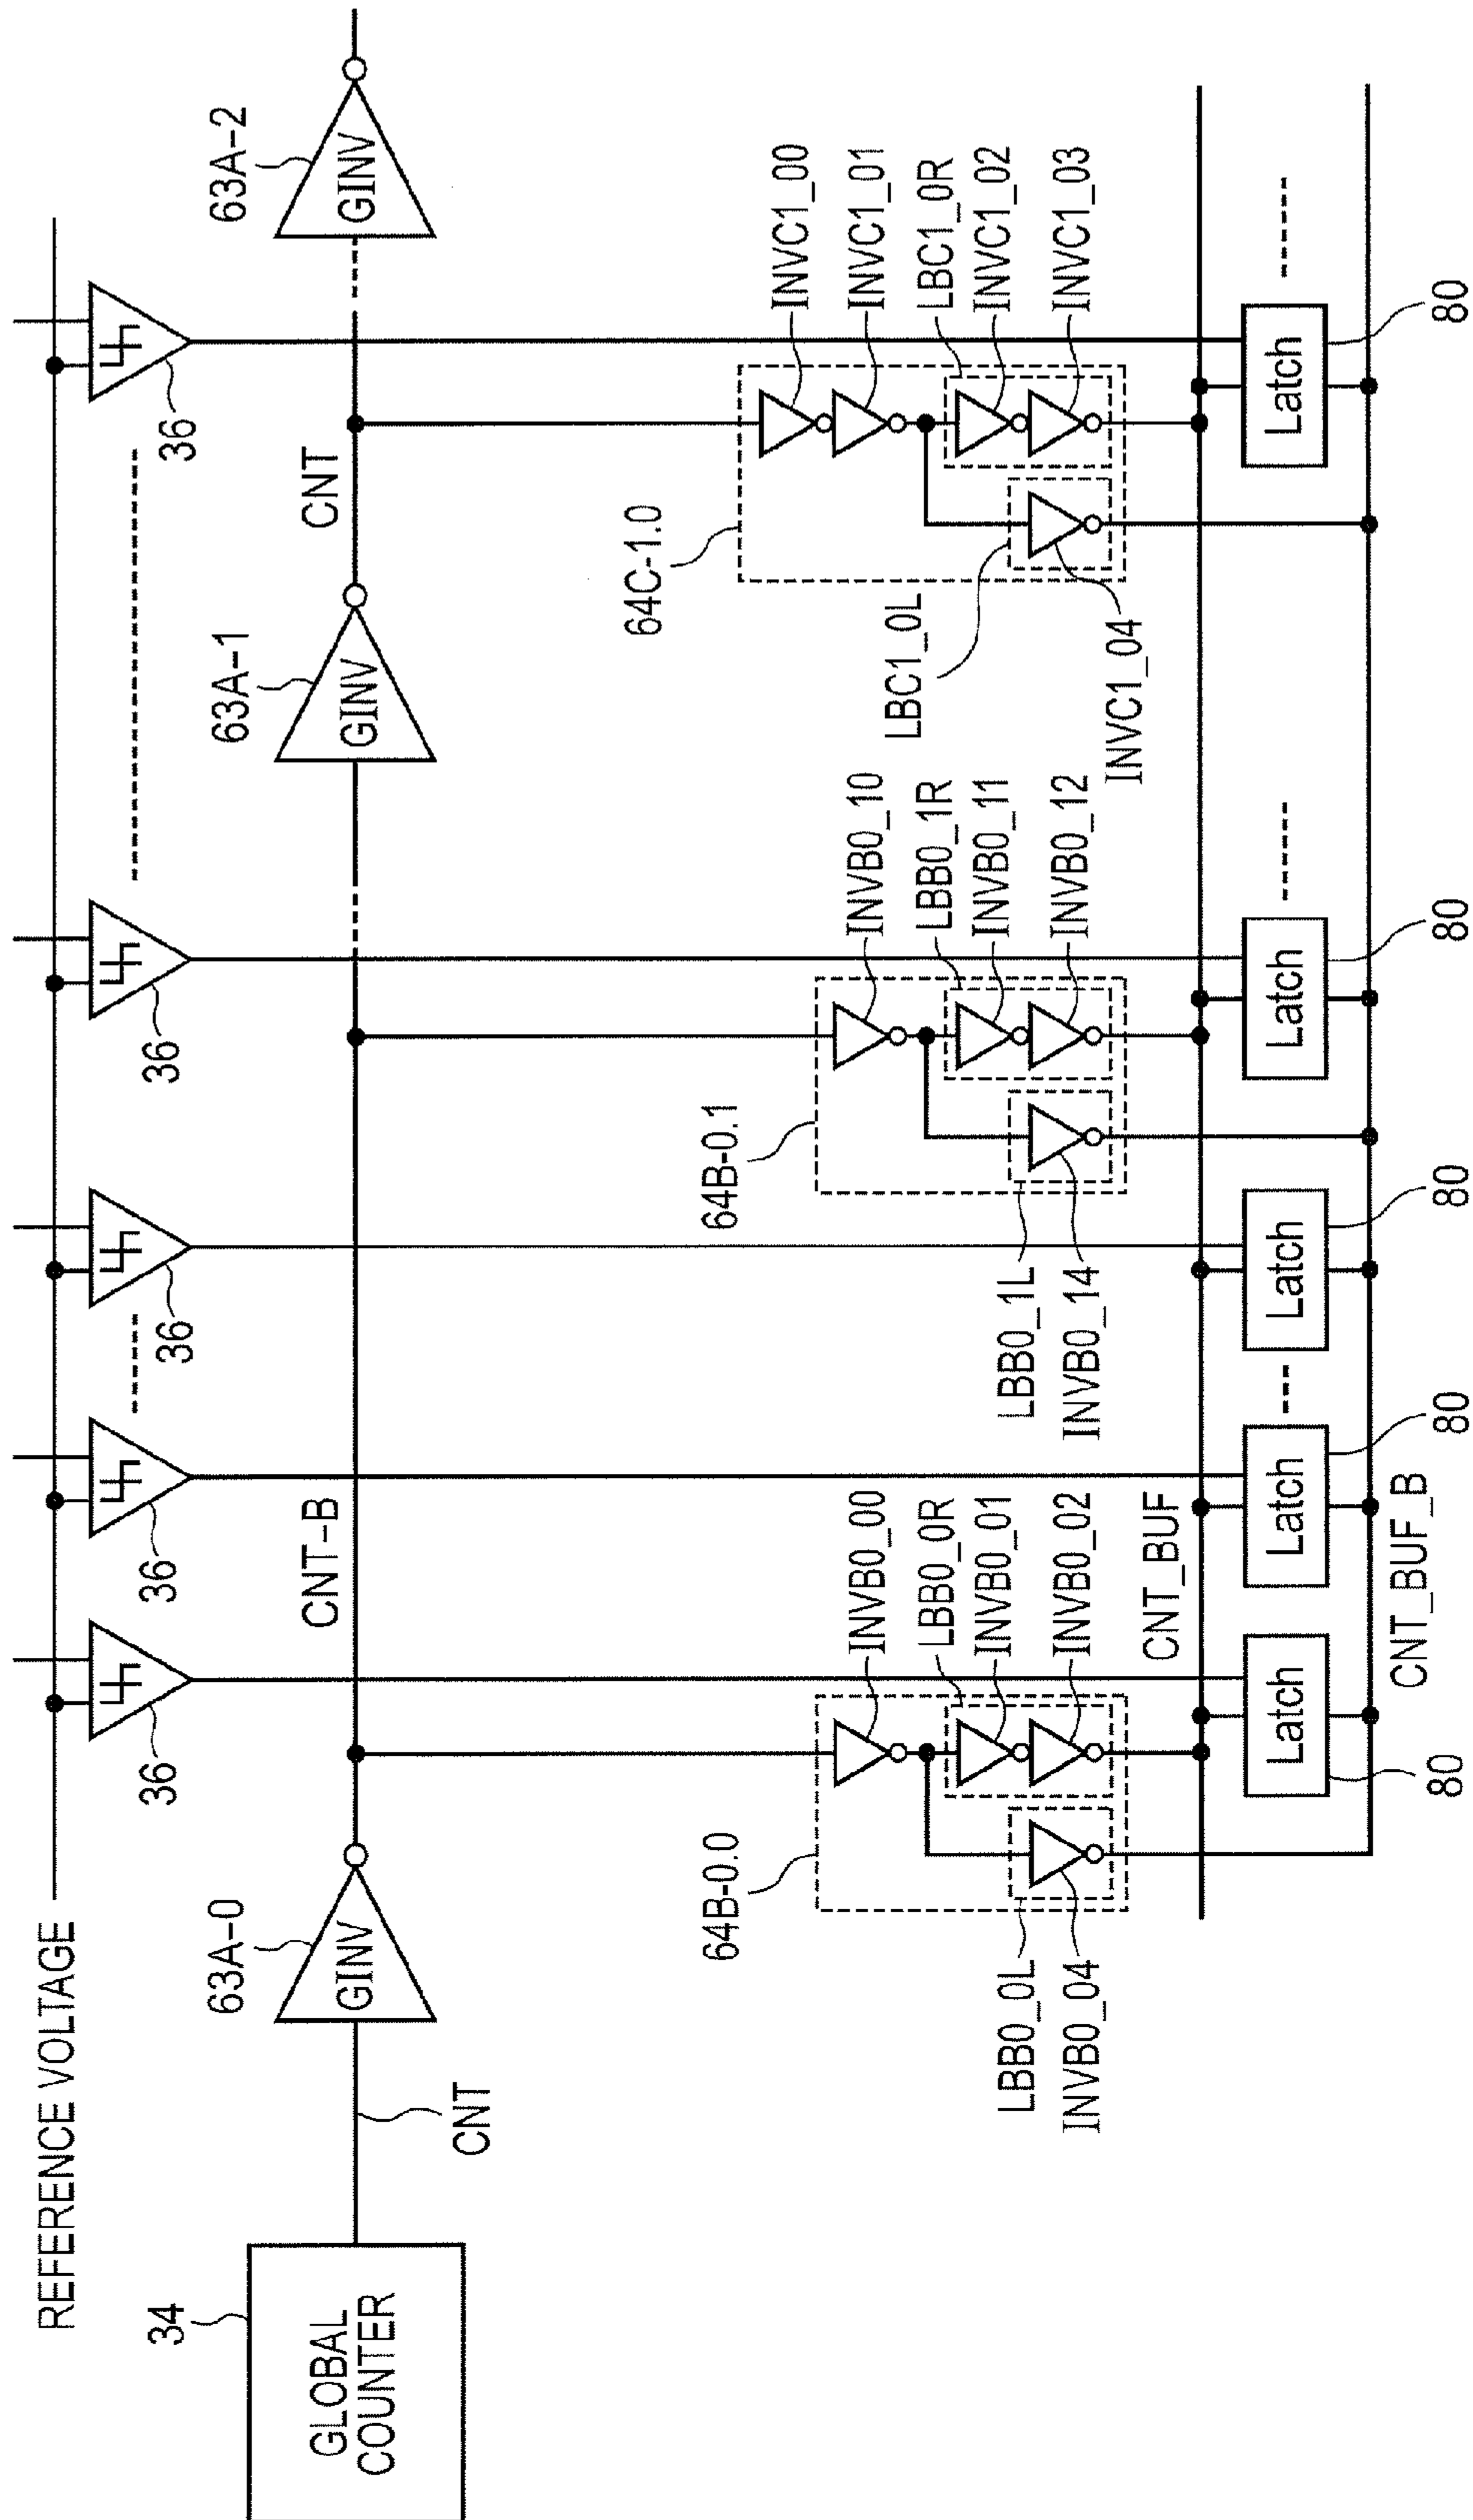 REFERENCE VOLTAGE
34
GLOBAL
COUNTER
CNT
63A-0
GINV
CNT-B
63A-1
GINV
CNT
63A-2
GINV
36
36
36
36
36
64B-0.0
INVB0_00
LBB0_0R
INVB0_01
INVB0_02
LBB0_0L
INVB0_04
64B-0.1
INVB0_10
LBB0_1R
INVB0_11
INVB0_12
LBB0_1L
INVB0_14
64C-1.0
INVC1_00
INVC1_01
LBC1_0R
INVC1_02
INVC1_03
LBC1_0L
INVC1_04
CNT_BUF
Latch
80
Latch
80
Latch
80
Latch
80
Latch
80
CNT_BUF_B